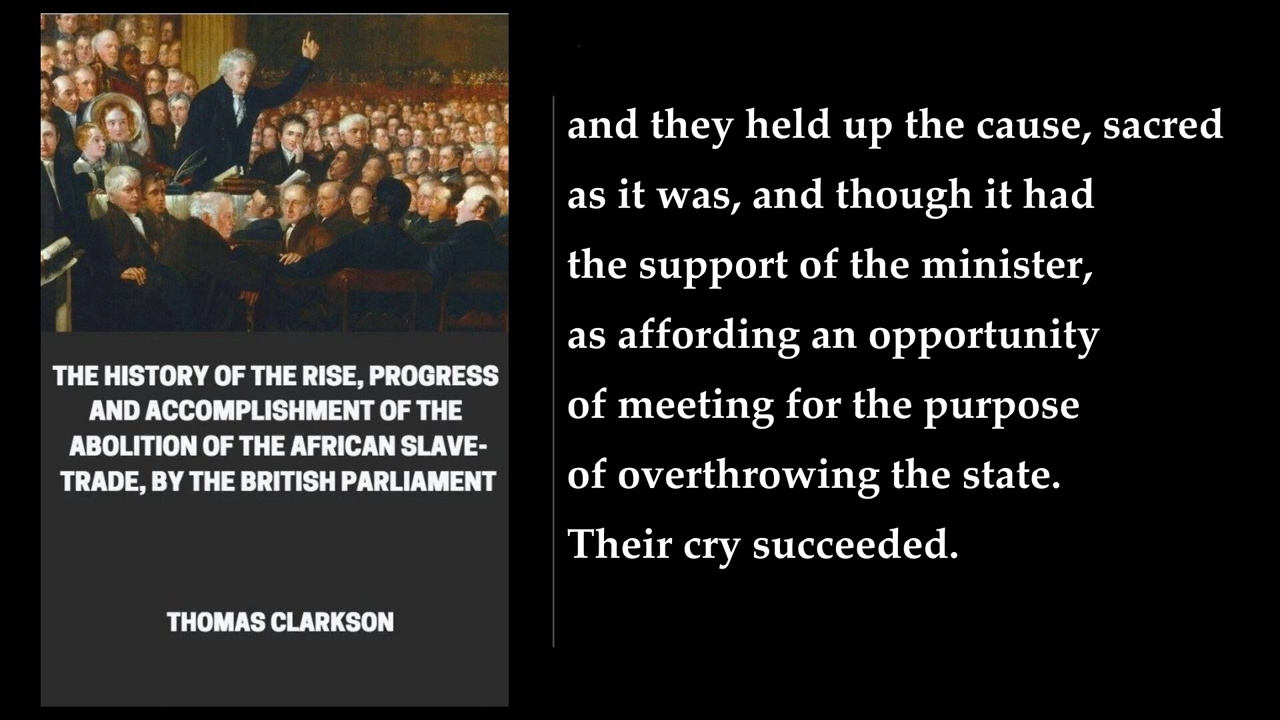 THE HISTORY OF THE RISE, PROGRESS
AND ACCOMPLISHMENT OF THE
ABOLITION OF THE AFRICAN SLAVE-
TRADE, BY THE BRITISH PARLIAMENT
THOMAS CLARKSON
and they held up the cause, sacred
as it was, and though it had
the support of the minister,
as affording an opportunity
of meeting for the purpose
of overthrowing the state.
Their cry succeeded.